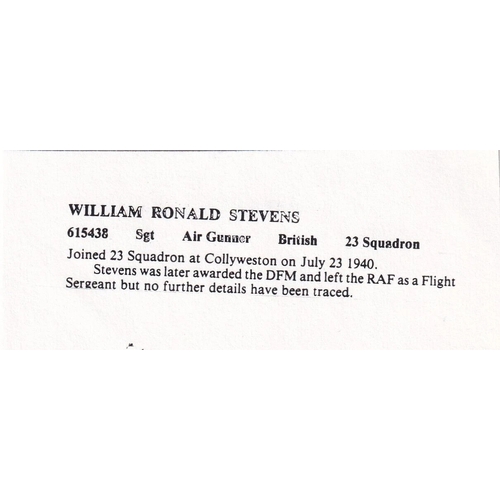 WILLIAM RONALD STEVENS
615438 Sgt Air Gunner British 23 Squadron
Joined 23 Squadron at Collyweston on July 23 1940.
Stevens was later awarded the DFM and left the RAF as a Flight
Sergeant but no further details have been traced.